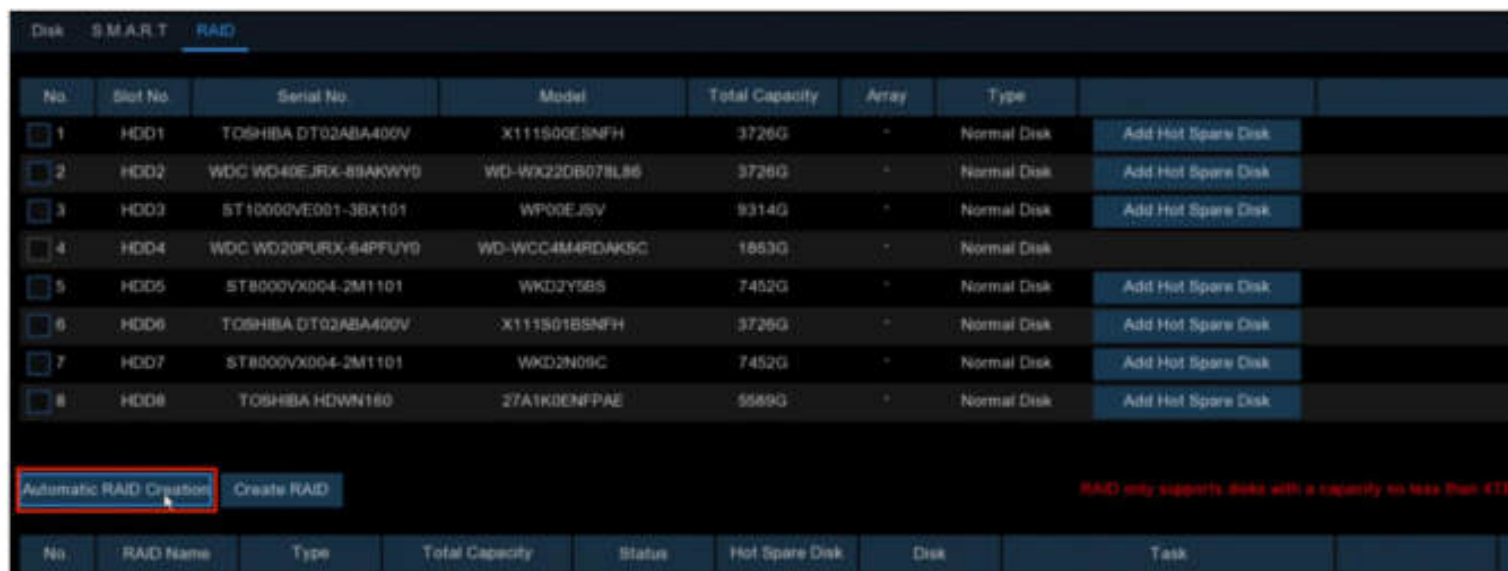 Disk S.M.A.R.T RAID
No. Slot No. Serial No. Model Total Capacity Array Type
1 HDD1 TOSHIBA DT02ABA400V X111S00ESNFH 3726G - Normal Disk Add Hot Spare Disk
2 HDD2 WDC WD40EJRX-89AKWY0 WD-WX22DB078L86 3726G - Normal Disk Add Hot Spare Disk
3 HDD3 ST10000VE001-3BX101 WP00EJSV 9314G - Normal Disk Add Hot Spare Disk
4 HDD4 WDC WD20PURX-64PFUY0 WD-WCC4M4RDAKSC 1863G - Normal Disk
5 HDD5 ST8000VX004-2M1101 WKD2Y5BS 7452G - Normal Disk Add Hot Spare Disk
6 HDD6 TOSHIBA DT02ABA400V X111S01BSNFH 3726G - Normal Disk Add Hot Spare Disk
7 HDD7 ST8000VX004-2M1101 WKD2N09C 7452G - Normal Disk Add Hot Spare Disk
8 HDD8 TOSHIBA HDWN160 27A1K0ENFPAE 5589G - Normal Disk Add Hot Spare Disk
Automatic RAID Creation Create RAID RAID only supports disks with a capacity no less than 4T
No. RAID Name Type Total Capacity Status Hot Spare Disk Disk Task